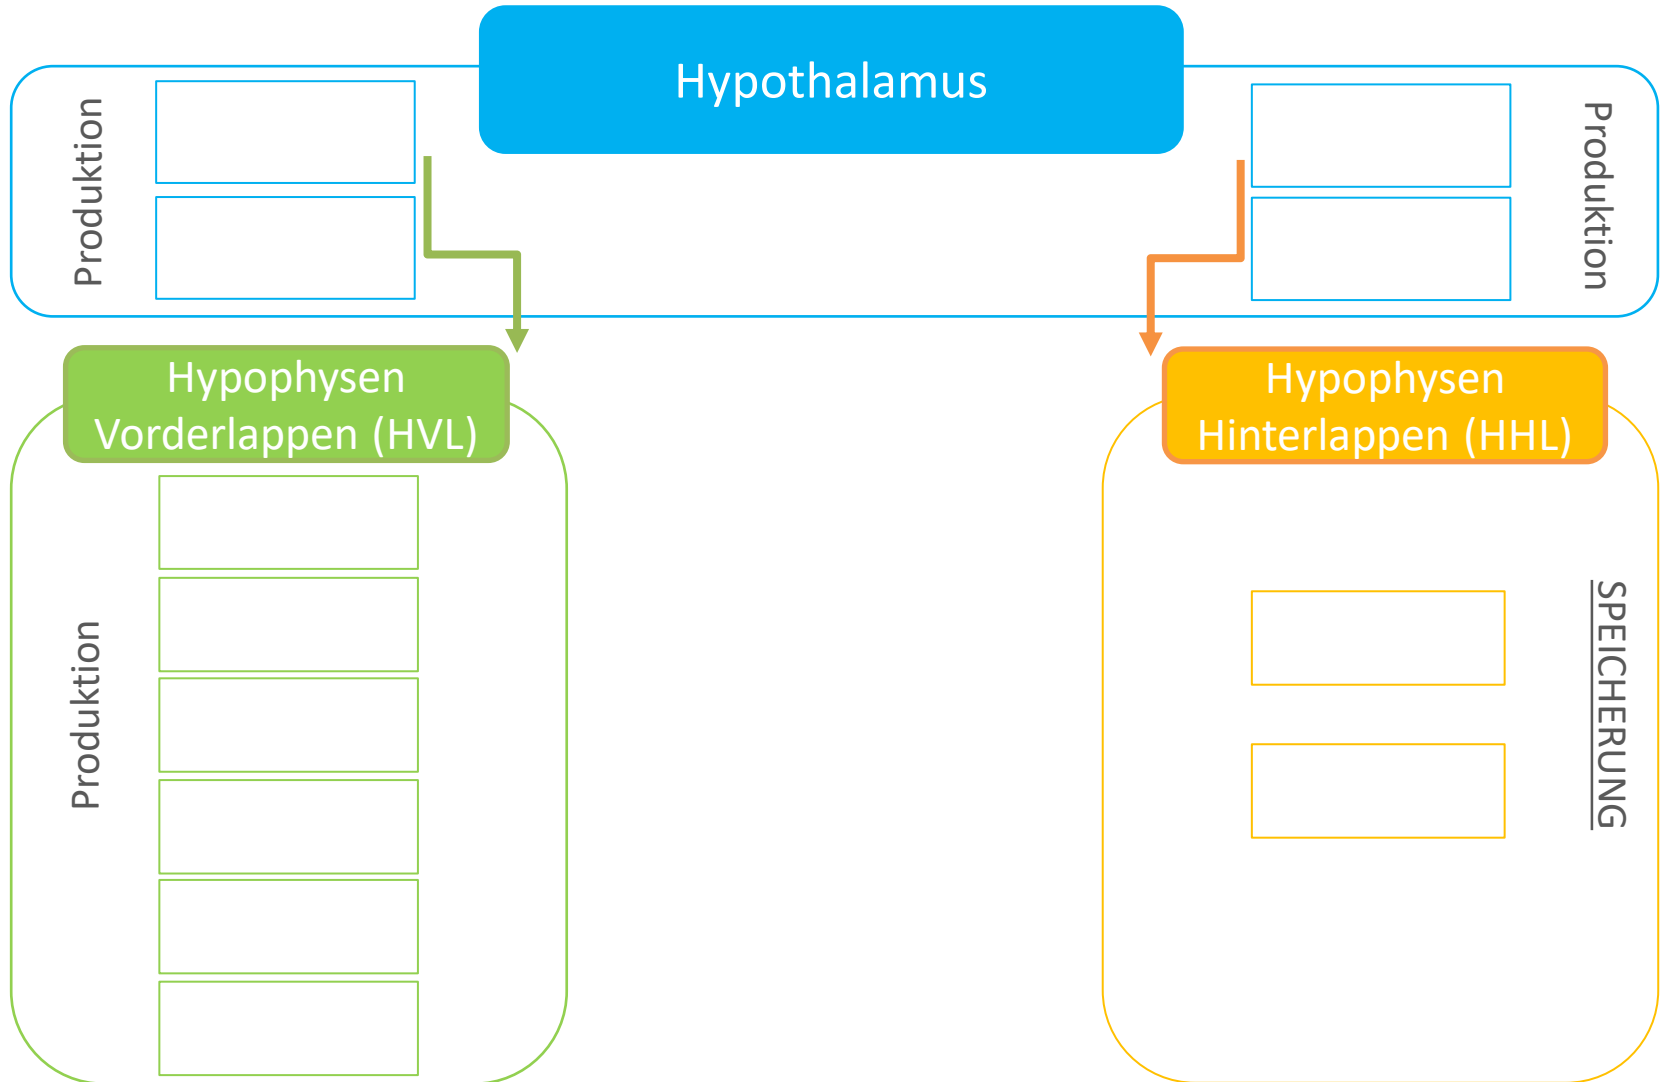 Hypothalamus
Produktion
Produktion
Hypophysen
Vorderlappen (HVL)
Hypophysen
Hinterlappen (HHL)
Produktion
SPEICHERUNG